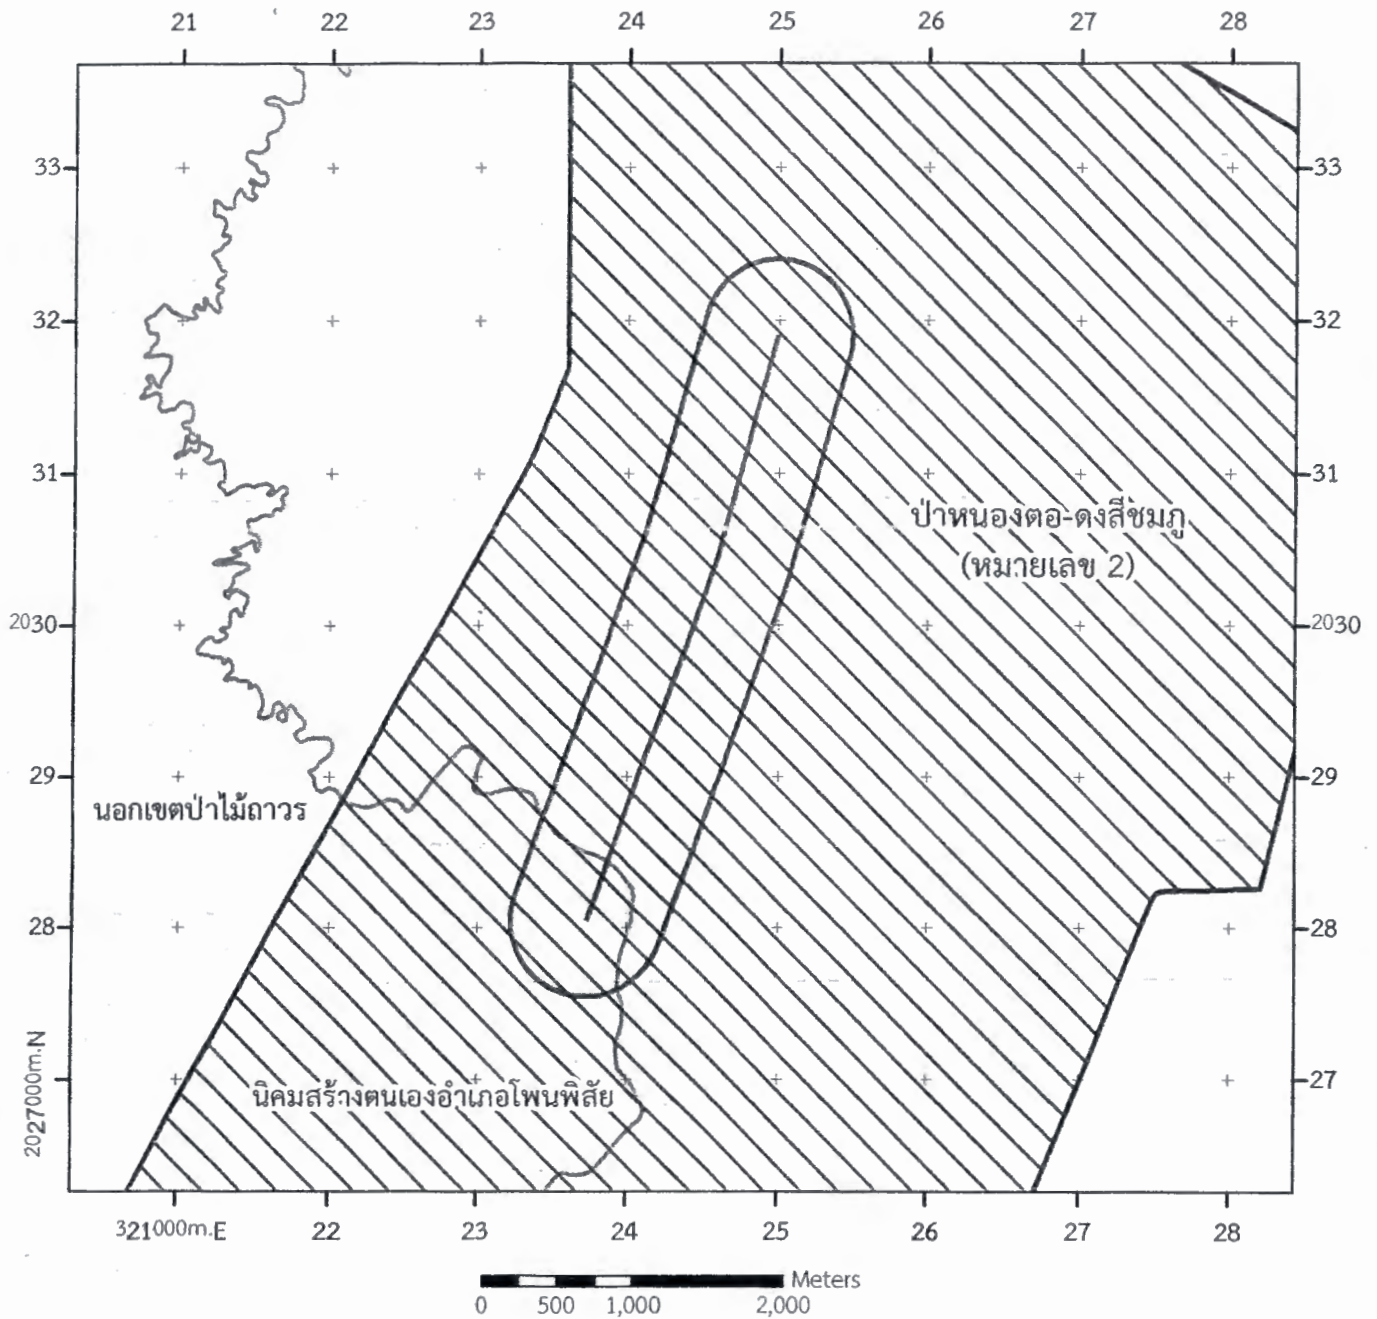 21 22 23 24 25 26 27 28
33 33
32 32
31 31
ป่าหนองตอ-ดงสีชมภู
(หมายเลข 2)
2030 2030
29 29
นอกเขตป่าไม้ถาวร
28 28
2027000m.N 27
นิคมสร้างตนเองอำเภอโพนพิสัย
321000m.E 22 23 24 25 26 27 28
Meters
0 500 1,000 2,000